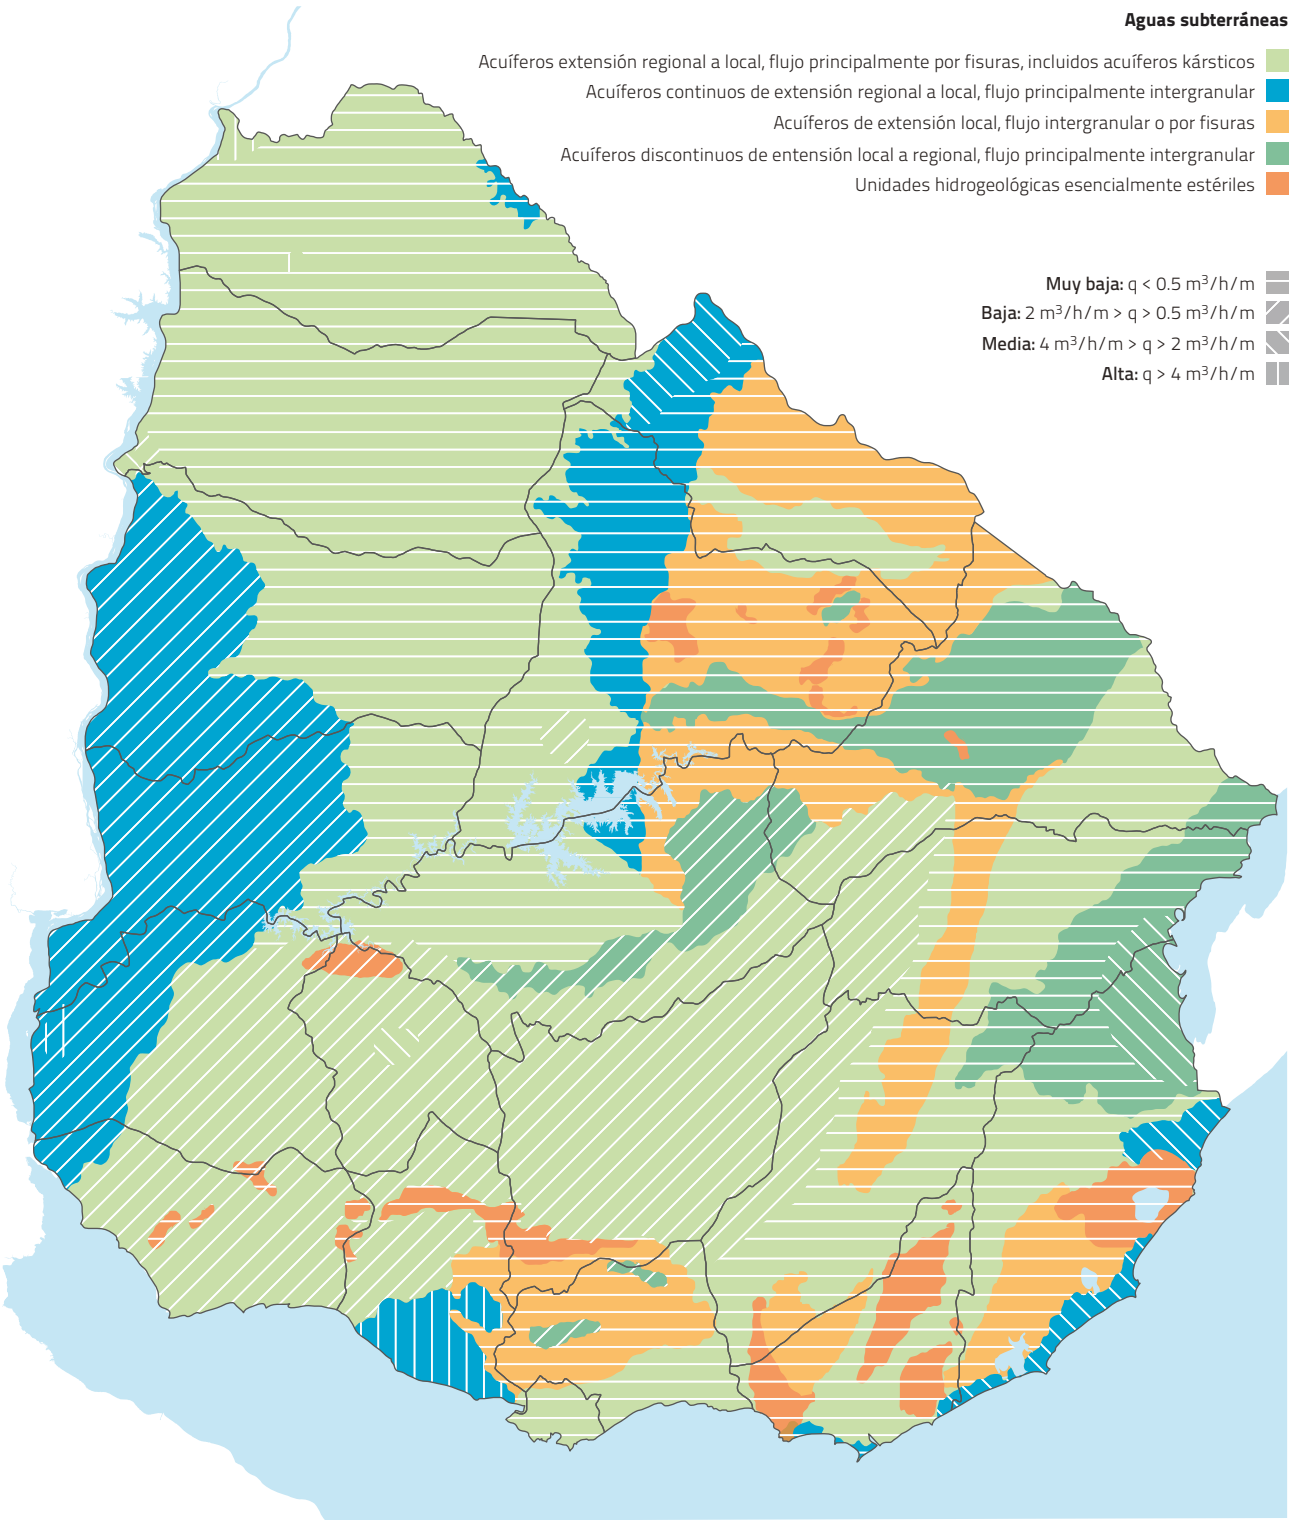 Aguas subterráneas
Acuíferos extensión regional a local, flujo principalmente por fisuras, incluidos acuíferos kársticos
Acuíferos continuos de extensión regional a local, flujo principalmente intergranular
Acuíferos de extensión local, flujo intergranular o por fisuras
Acuíferos discontinuos de entensión local a regional, flujo principalmente intergranular
Unidades hidrogeológicas esencialmente estériles
Muy baja: q < 0.5 m³/h/m
Baja: 2 m³/h/m > q > 0.5 m³/h/m
Media: 4 m³/h/m > q > 2 m³/h/m
Alta: q > 4 m³/h/m